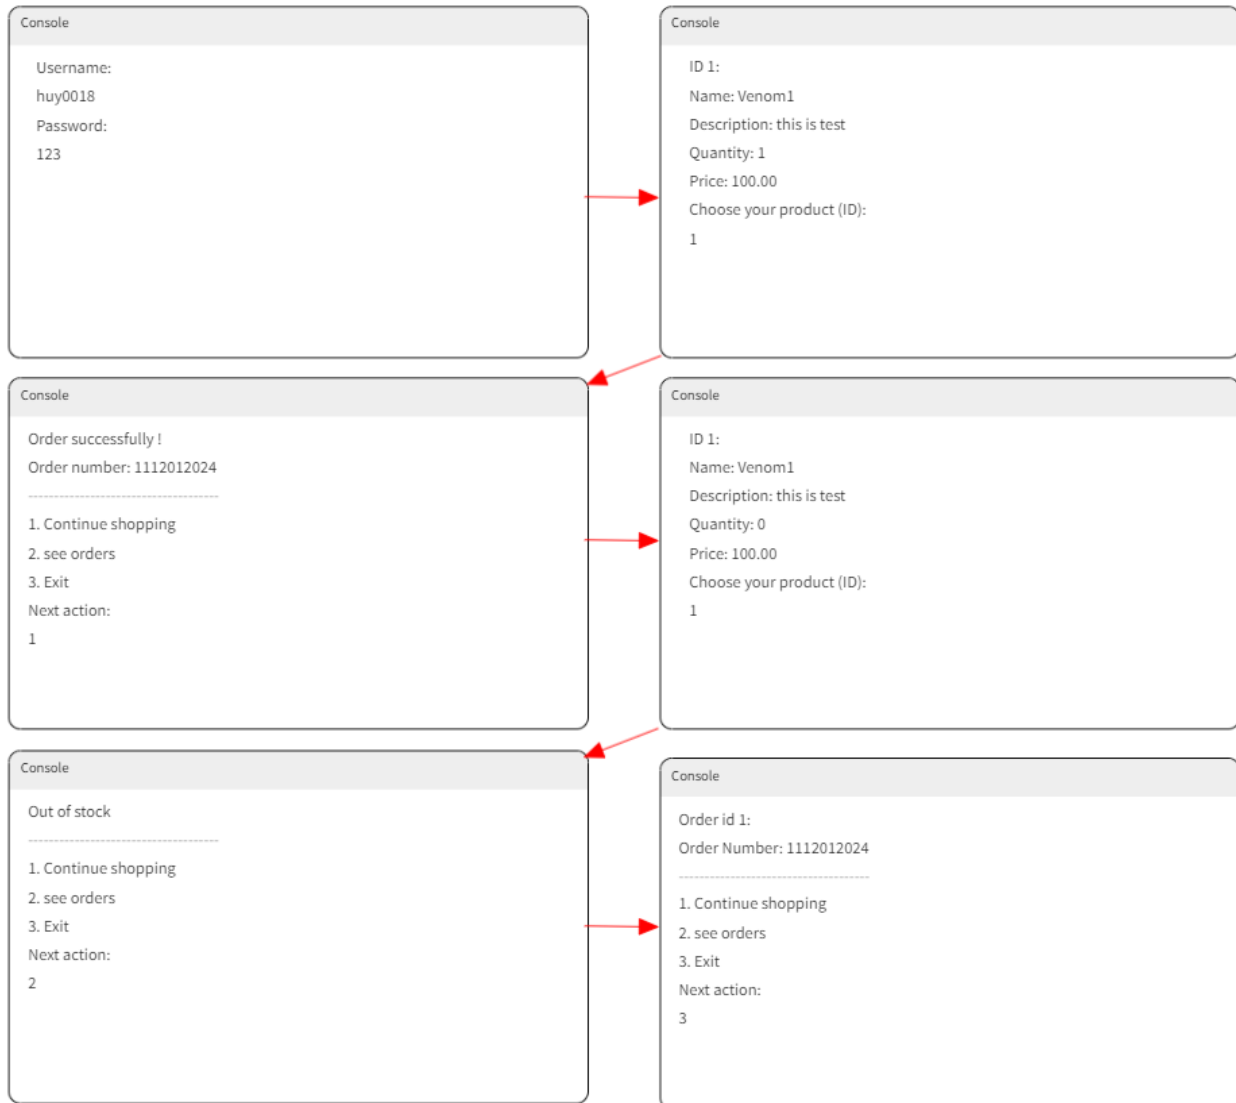 Console
Username:
huy0018
Password:
123
Console
ID 1:
Name: Venom1
Description: this is test
Quantity: 1
Price: 100.00
Choose your product (ID):
1
Console
Order successfully !
Order number: 1112012024
--------------------------------------
1. Continue shopping
2. see orders
3. Exit
Next action:
1
Console
ID 1:
Name: Venom1
Description: this is test
Quantity: 0
Price: 100.00
Choose your product (ID):
1
Console
Out of stock
--------------------------------------
1. Continue shopping
2. see orders
3. Exit
Next action:
2
Console
Order id 1:
Order Number: 1112012024
--------------------------------------
1. Continue shopping
2. see orders
3. Exit
Next action:
3